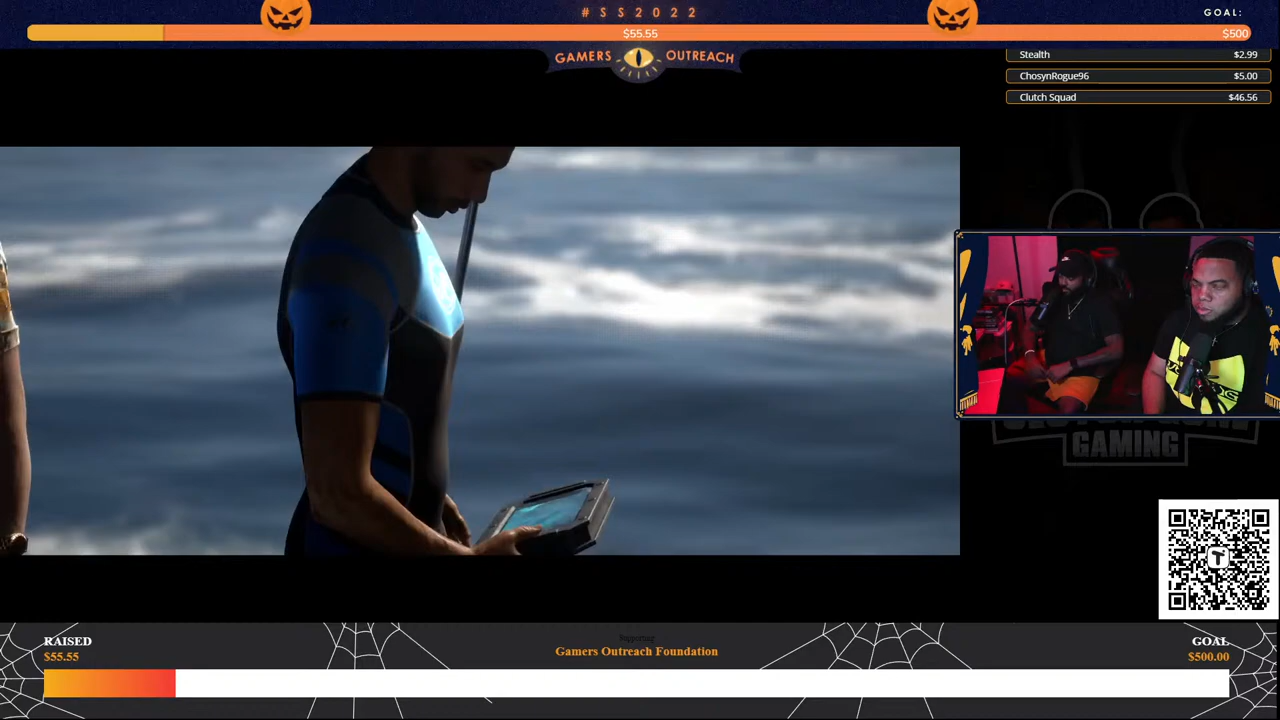 #SS2022
GOAL:
$55.55
$500
GAMERS OUTREACH
Stealth $2.99
ChosynRogue96 $5.00
Clutch Squad $46.56
GAMING
RAISED
$55.55
Supporting
Gamers Outreach Foundation
GOAL
$500.00